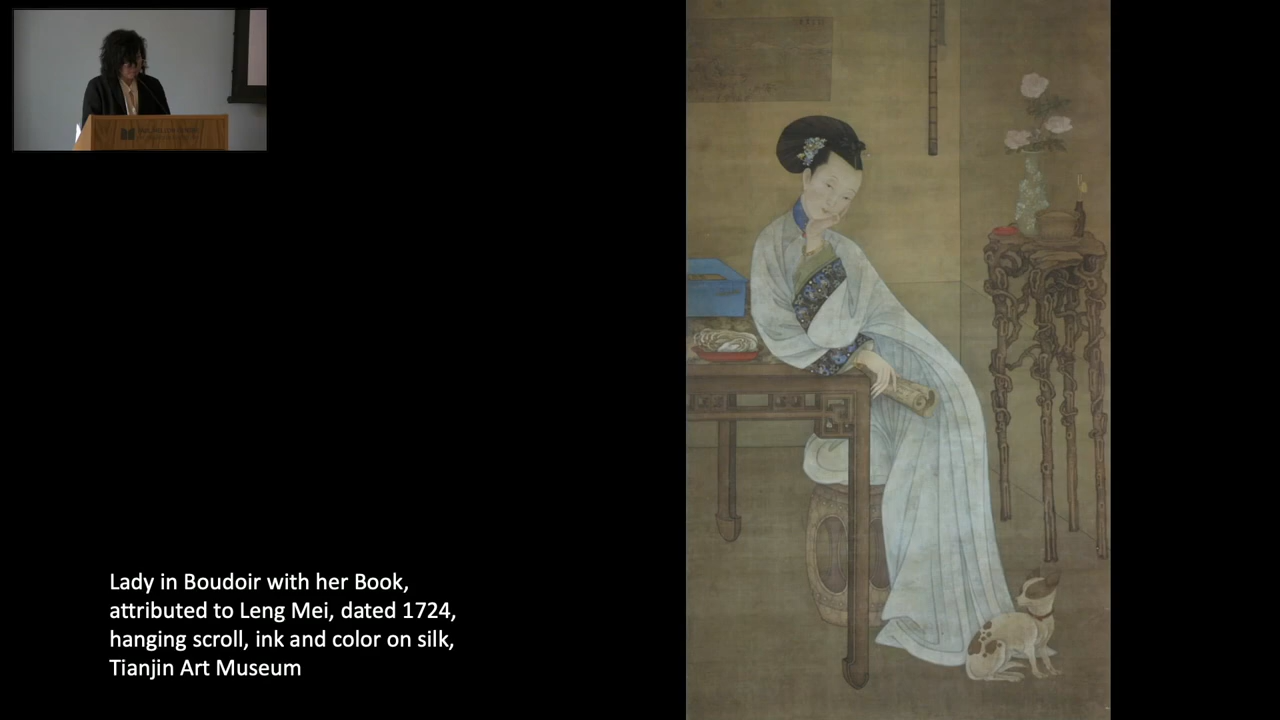 Lady in Boudoir with her Book,
attributed to Leng Mei, dated 1724,
hanging scroll, ink and color on silk,
Tianjin Art Museum